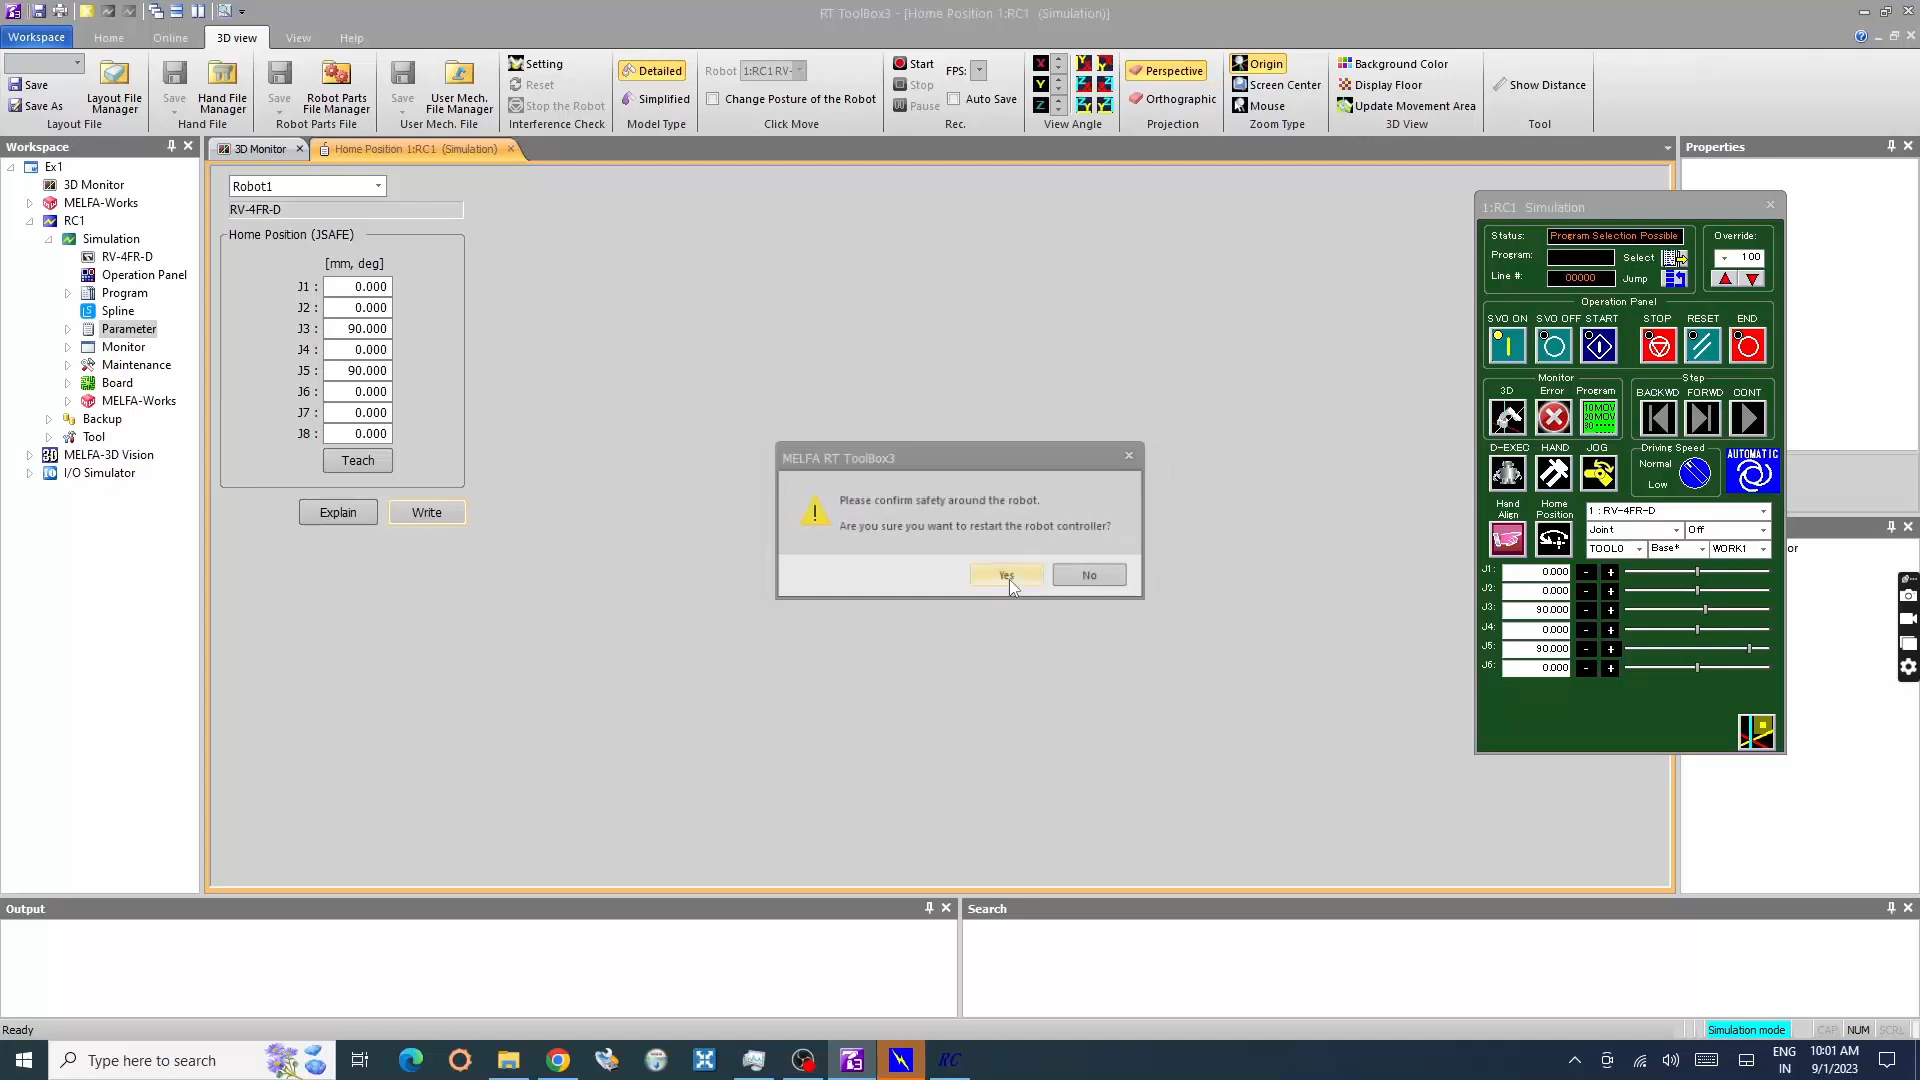 RT ToolBox3 - [Home Position 1:RC1 (Simulation)]
Workspace Home Online 3D view View Help
Save
Save As
Layout File Manager
Layout File
Save
Hand File Manager
Hand File
Save
Robot Parts File Manager
Robot Parts File
Save
User Mech. File Manager
User Mech. File
Setting
Reset
Stop the Robot
Interference Check
Detailed
Simplified
Model Type
Robot 1:RC1 RV-
Change Posture of the Robot
Click Move
Start FPS:
Stop Auto Save
Pause
Rec.
X
Y
Z
View Angle
Perspective
Orthographic
Projection
Origin
Screen Center
Mouse
Zoom Type
Background Color
Display Floor
Update Movement Area
3D View
Show Distance
Tool
Workspace
Ex1
3D Monitor
MELFA-Works
RC1
Simulation
RV-4FR-D
Operation Panel
Program
Spline
Parameter
Monitor
Maintenance
Board
MELFA-Works
Backup
Tool
MELFA-3D Vision
I/O Simulator
3D Monitor
Home Position 1:RC1 (Simulation)
Robot1
RV-4FR-D
Home Position (JSAFE)
[mm, deg]
J1 : 0.000
J2 : 0.000
J3 : 90.000
J4 : 0.000
J5 : 90.000
J6 : 0.000
J7 : 0.000
J8 : 0.000
Teach
Explain Write
MELFA RT ToolBox3
Please confirm safety around the robot.
Are you sure you want to restart the robot controller?
Yes No
Properties
or
1:RC1 Simulation
Status: Program Selection Possible
Program: Select
Line #: 00000 Jump
Override:
100
Operation Panel
SVO ON SVO OFF START STOP RESET END
Monitor
3D Error Program
10MOV
20MOV
Step
BACKWD FORWD CONT
D-EXEC HAND JOG
Driving Speed
Normal
Low
AUTOMATIC
Hand Align
Home Position
1 : RV-4FR-D
Joint Off
TOOL0 Base* WORK1
J1: 0.000 - +
J2: 0.000 - +
J3: 90.000 - +
J4: 0.000 - +
J5: 90.000 - +
J6: 0.000 - +
Output
Search
Ready
Simulation mode CAP NUM SCRL
Type here to search
RC
ENG
IN
10:01 AM
9/1/2023